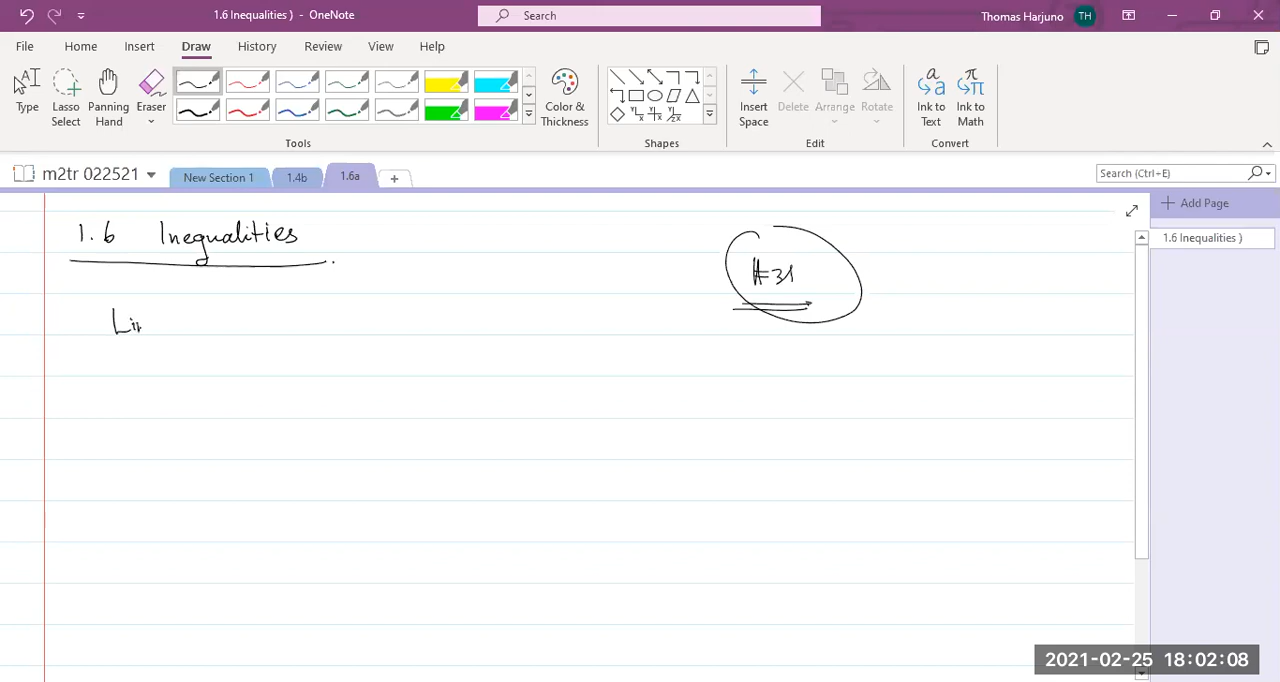 1.6 Inequalities ) - OneNote
Search
Thomas Harjuno TH
File Home Insert Draw History Review View Help
Type
Lasso Select
Panning Hand
Eraser
Color & Thickness
Insert Space
Delete
Arrange
Rotate
Ink to Text
Ink to Math
Tools
Shapes
Edit
Convert
m2tr 022521
New Section 1
1.4b
1.6a
Search (Ctrl+E)
Add Page
1.6 Inequalities )
1.6 Inequalities
#31
2021-02-25 18:02:08